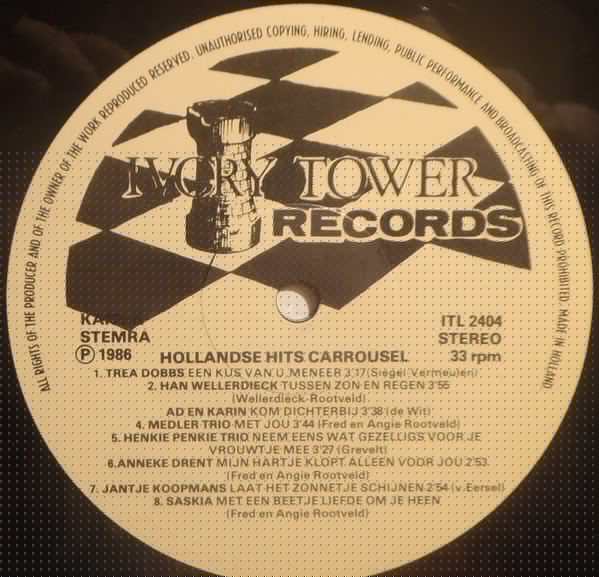 ALL RIGHTS OF THE PRODUCER AND OF THE OWNER OF THE WORK REPRODUCED RESERVED. UNAUTHORISED COPYING, HIRING, LENDING, PUBLIC PERFORMANCE AND BROADCASTING OF THIS RECORD PROHIBITED. MADE IN HOLLAND
IVORY TOWER
RECORDS
STEMRA
℗ 1986
ITL 2404
STEREO
33 rpm
HOLLANDSE HITS CARROUSEL
1. TREA DOBBS EEN KUS VAN U MENEER 3'17 (Siegel Vermeulen)
2. HAN WELLERDIECK TUSSEN ZON EN REGEN 3'55
(Wellerdieck-Rootveld)
AD EN KARIN KOM DICHTERBIJ 3'38 (de Wit)
4. MEDLER TRIO MET JOU 3'44 (Fred en Angie Rootveld)
5. HENKIE PENKIE TRIO NEEM EENS WAT GEZELLIGS VOOR JE
VROUWTJE MEE 3'27 (Grevelt)
6. ANNEKE DRENT MIJN HARTJE KLOPT ALLEEN VOOR JOU 2'53
(Fred en Angie Rootveld)
7. JANTJE KOOPMANS LAAT HET ZONNETJE SCHIJNEN 2'54 (v. Eersel)
8. SASKIA MET EEN BEETJE LIEFDE OM JE HEEN
(Fred en Angie Rootveld)